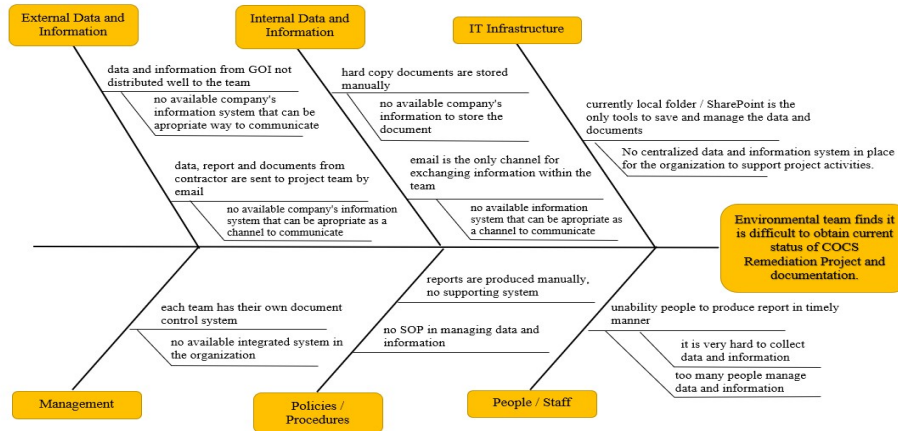 External Data and
Information
Internal Data and
Information
IT Infrastructure
data and information from GOI not
distributed well to the team
no available company's
information system that can be
apropriate way to communicate
data, report and documents from
contractor are sent to project team by
email
no available company's information
system that can be apropriate as a
channel to communicate
hard copy documents are stored
manually
no available company's
information to store the
document
email is the only channel for
exchanging information within the
team
no available information
system that can be apropriate as
a channel to communicate
currently local folder / SharePoint is the
only tools to save and manage the data and
documents
No centralized data and information system in place
for the organization to support project activities.
Environmental team finds it
is difficult to obtain current
status of COCS
Remediation Project and
documentation.
each team has their own document
control system
no available integrated system in
the organization
reports are produced manually,
no supporting system
no SOP in managing data and
information
unability people to produce report in timely
manner
it is very hard to collect
data and information
too many people manage
data and information
Management
Policies /
Procedures
People / Staff